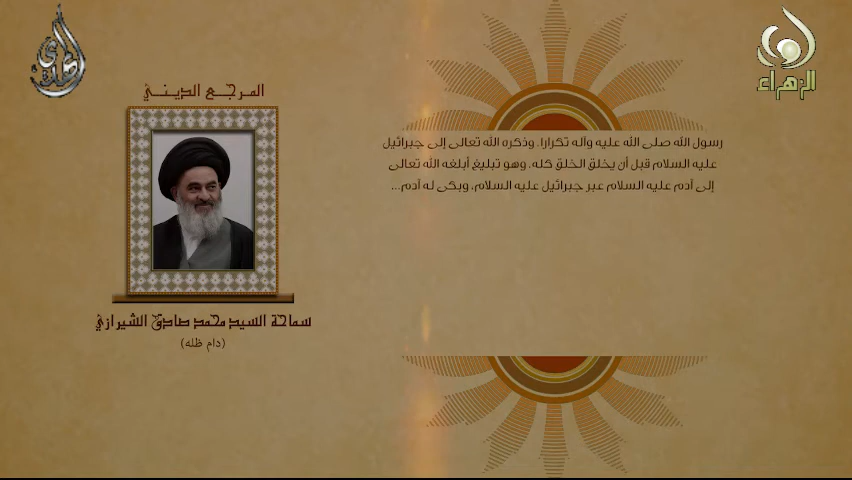 الزهراء
المرجع الديني
رسول الله صلى الله عليه وآله تكرارا. وذكره الله تعالى إلى جبرائيل
عليه السلام قبل أن يخلق الخلق كله. وهو تبليغ أبلغه الله تعالى
إلى آدم عليه السلام عبر جبرائيل عليه السلام، وبكى له آدم...
سماحة السيد محمد صادق الشيرازي
(دام ظله)